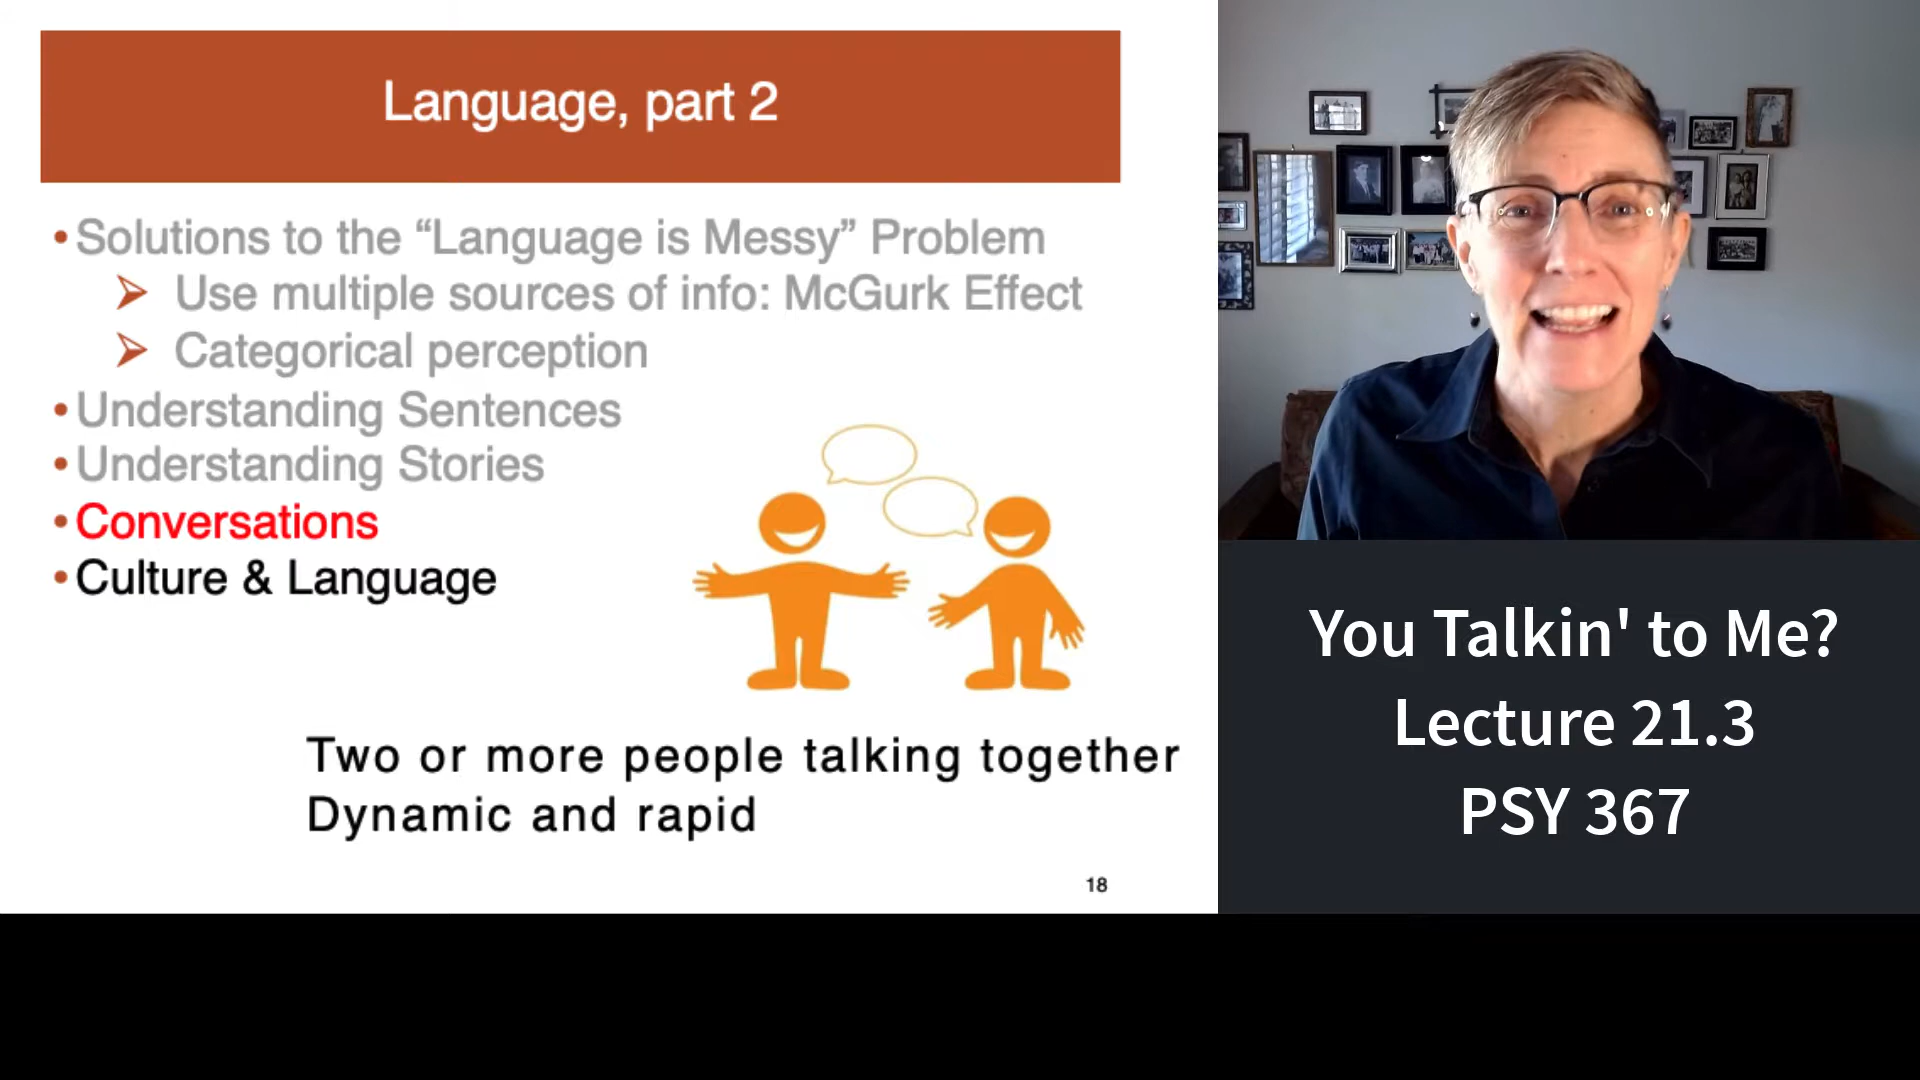 Language, part 2
•Solutions to the “Language is Messy” Problem
➢ Use multiple sources of info: McGurk Effect
➢ Categorical perception
•Understanding Sentences
•Understanding Stories
•Conversations
•Culture & Language
Two or more people talking together
Dynamic and rapid
18
You Talkin' to Me?
Lecture 21.3
PSY 367